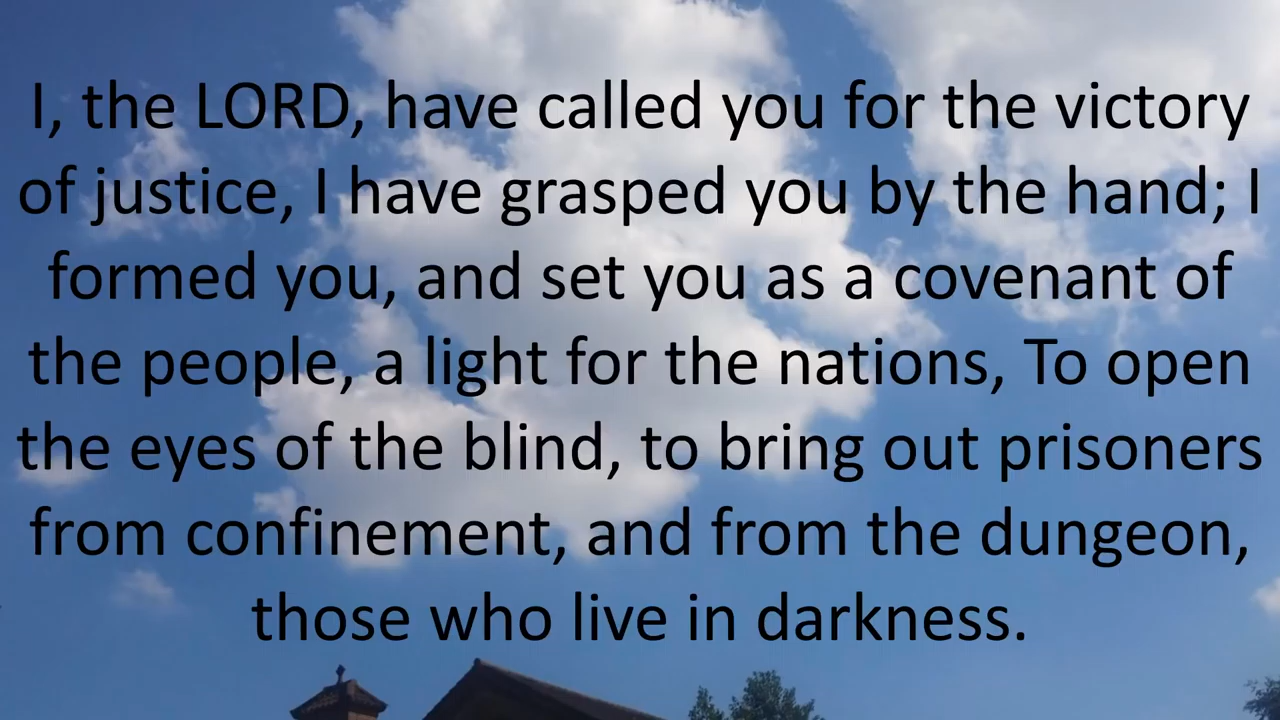 I, the LORD, have called you for the victory
of justice, I have grasped you by the hand; I
formed you, and set you as a covenant of
the people, a light for the nations, To open
the eyes of the blind, to bring out prisoners
from confinement, and from the dungeon,
those who live in darkness.